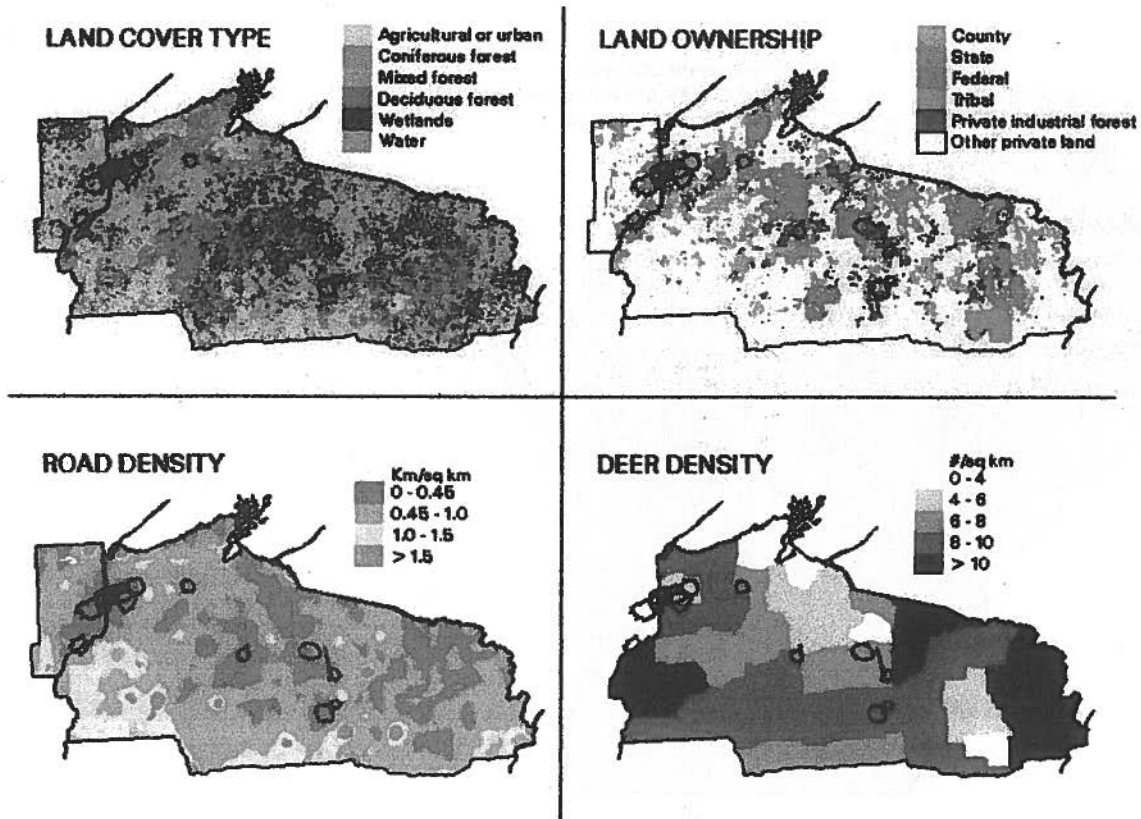 LAND COVER TYPE
Agricultural or urban
Coniferous forest
Mixed forest
Deciduous forest
Wetlands
Water
LAND OWNERSHIP
County
State
Federal
Tribal
Private industrial forest
Other private land
ROAD DENSITY
Km/sq km
0 - 0.45
0.45 - 1.0
1.0 - 1.5
> 1.5
DEER DENSITY
#/sq km
0 - 4
4 - 6
6 - 8
8 - 10
> 10